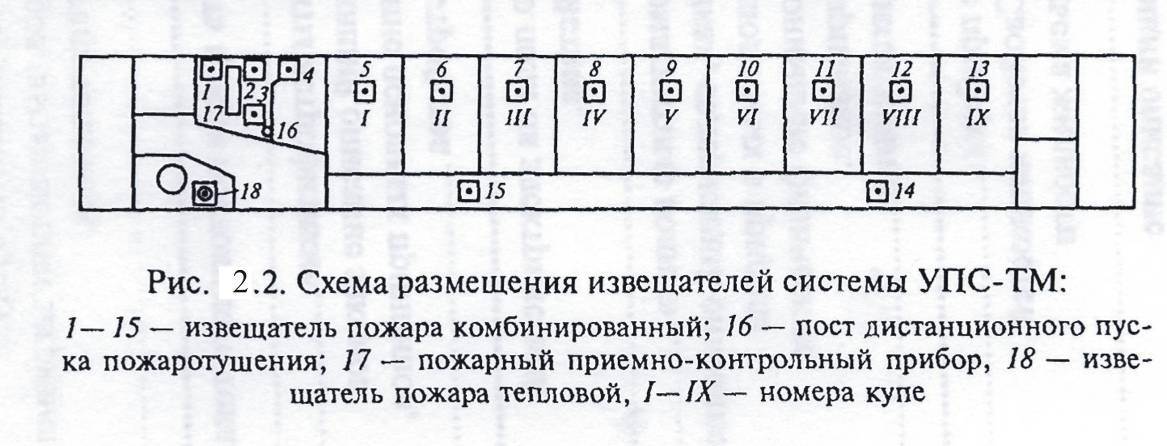 5 6 7 8 9 10 11 12 13
1 2 3 4
17 16
I II III IV V VI VII VIII IX
18 15 14
Рис. 2.2. Схема размещения извещателей системы УПС-ТМ:
1— 15 — извещатель пожара комбинированный; 16 — пост дистанционного пус-
ка пожаротушения; 17 — пожарный приемно-контрольный прибор, 18 — изве-
щатель пожара тепловой, I—IX — номера купе